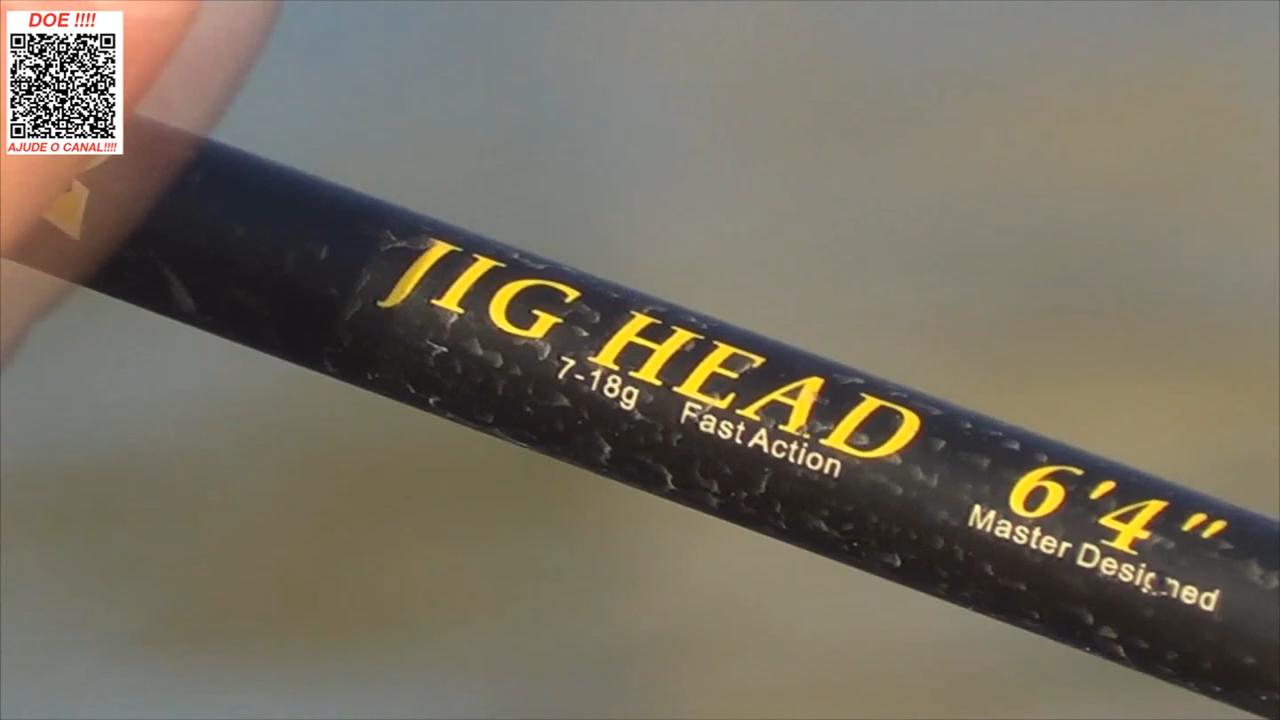 DOE !!!!
AJUDE O CANAL!!!!
JIG HEAD 6'4"
7-18g Fast Action Master Designed